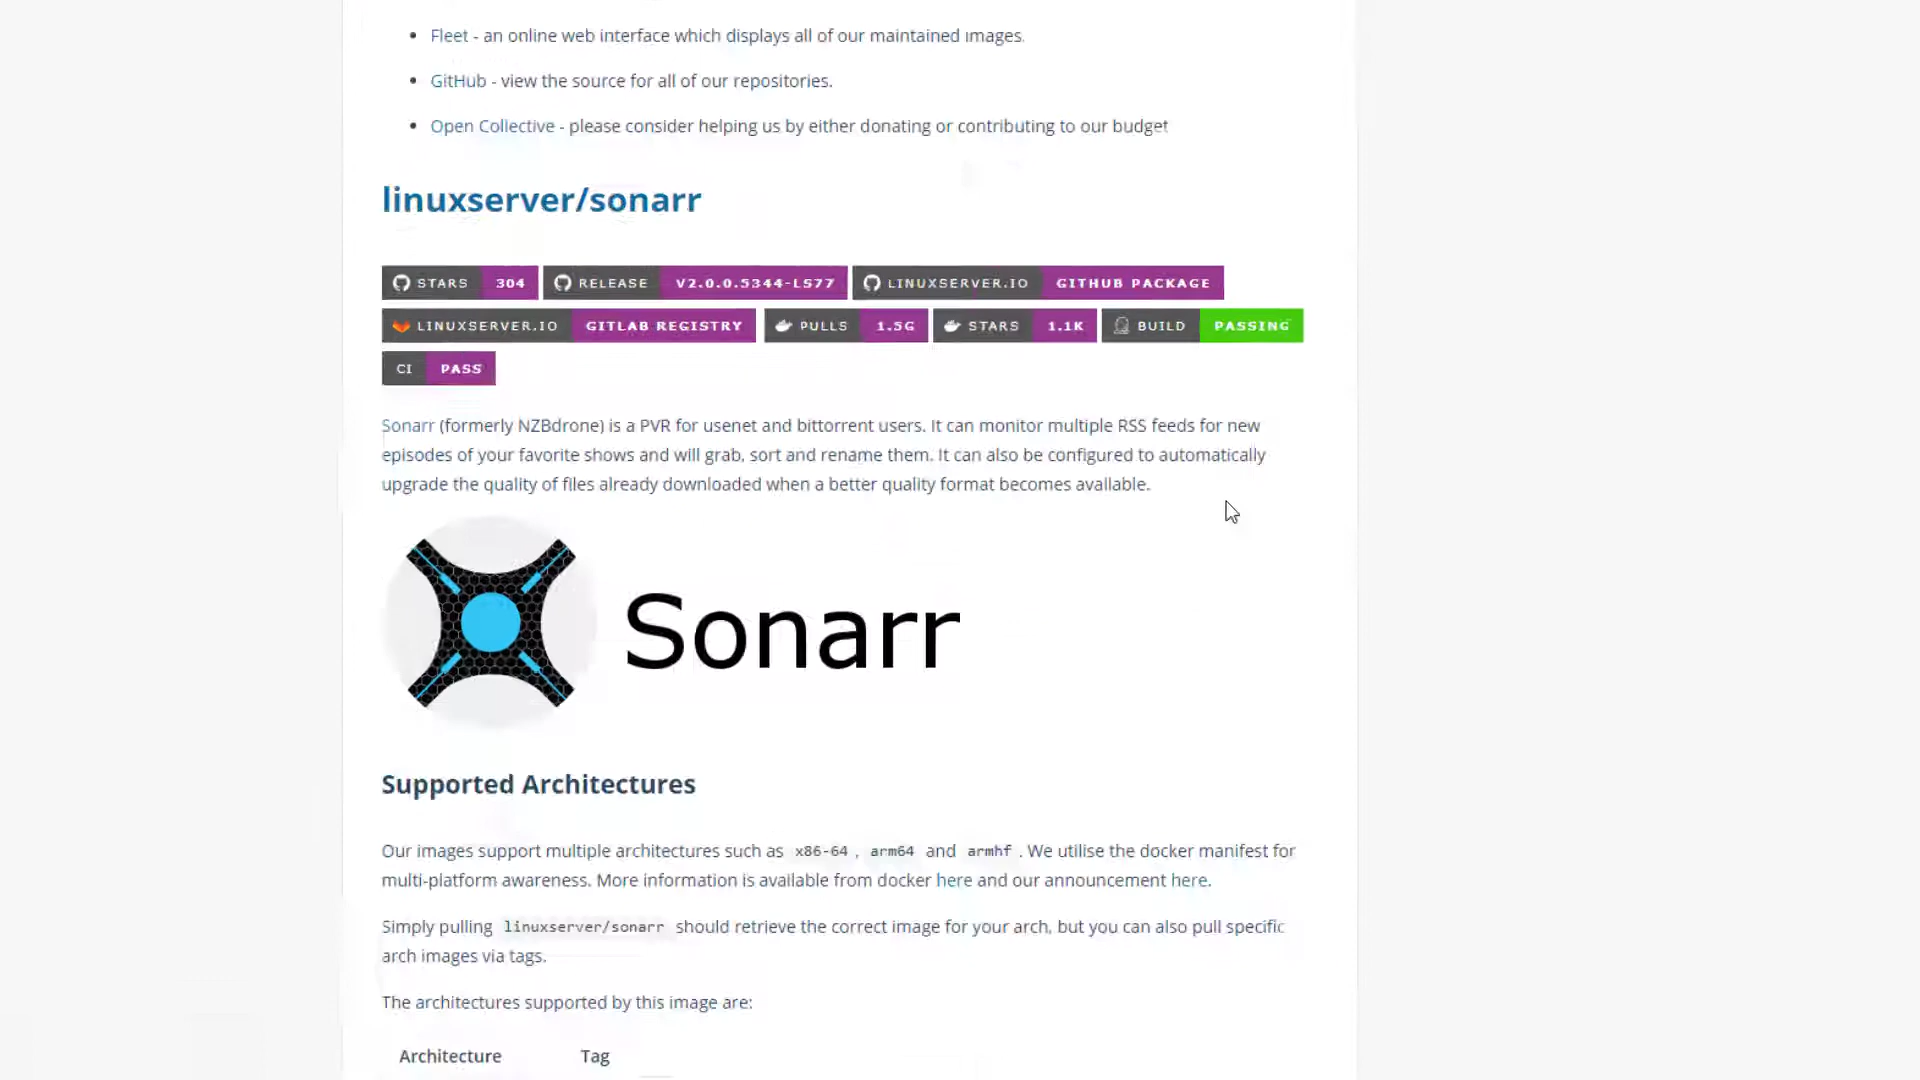 Fleet - an online web interface which displays all of our maintained images.
GitHub - view the source for all of our repositories.
Open Collective - please consider helping us by either donating or contributing to our budget
linuxserver/sonarr
STARS 304 RELEASE V2.0.0.5344-LS77 LINUXSERVER.IO GITHUB PACKAGE
LINUXSERVER.IO GITLAB REGISTRY PULLS 1.5G STARS 1.1K BUILD PASSING
CI PASS
Sonarr (formerly NZBdrone) is a PVR for usenet and bittorrent users. It can monitor multiple RSS feeds for new
episodes of your favorite shows and will grab, sort and rename them. It can also be configured to automatically
upgrade the quality of files already downloaded when a better quality format becomes available.
Sonarr
Supported Architectures
Our images support multiple architectures such as x86-64 , arm64 and armhf . We utilise the docker manifest for
multi-platform awareness. More information is available from docker here and our announcement here.
Simply pulling linuxserver/sonarr should retrieve the correct image for your arch, but you can also pull specific
arch images via tags.
The architectures supported by this image are:
Architecture Tag